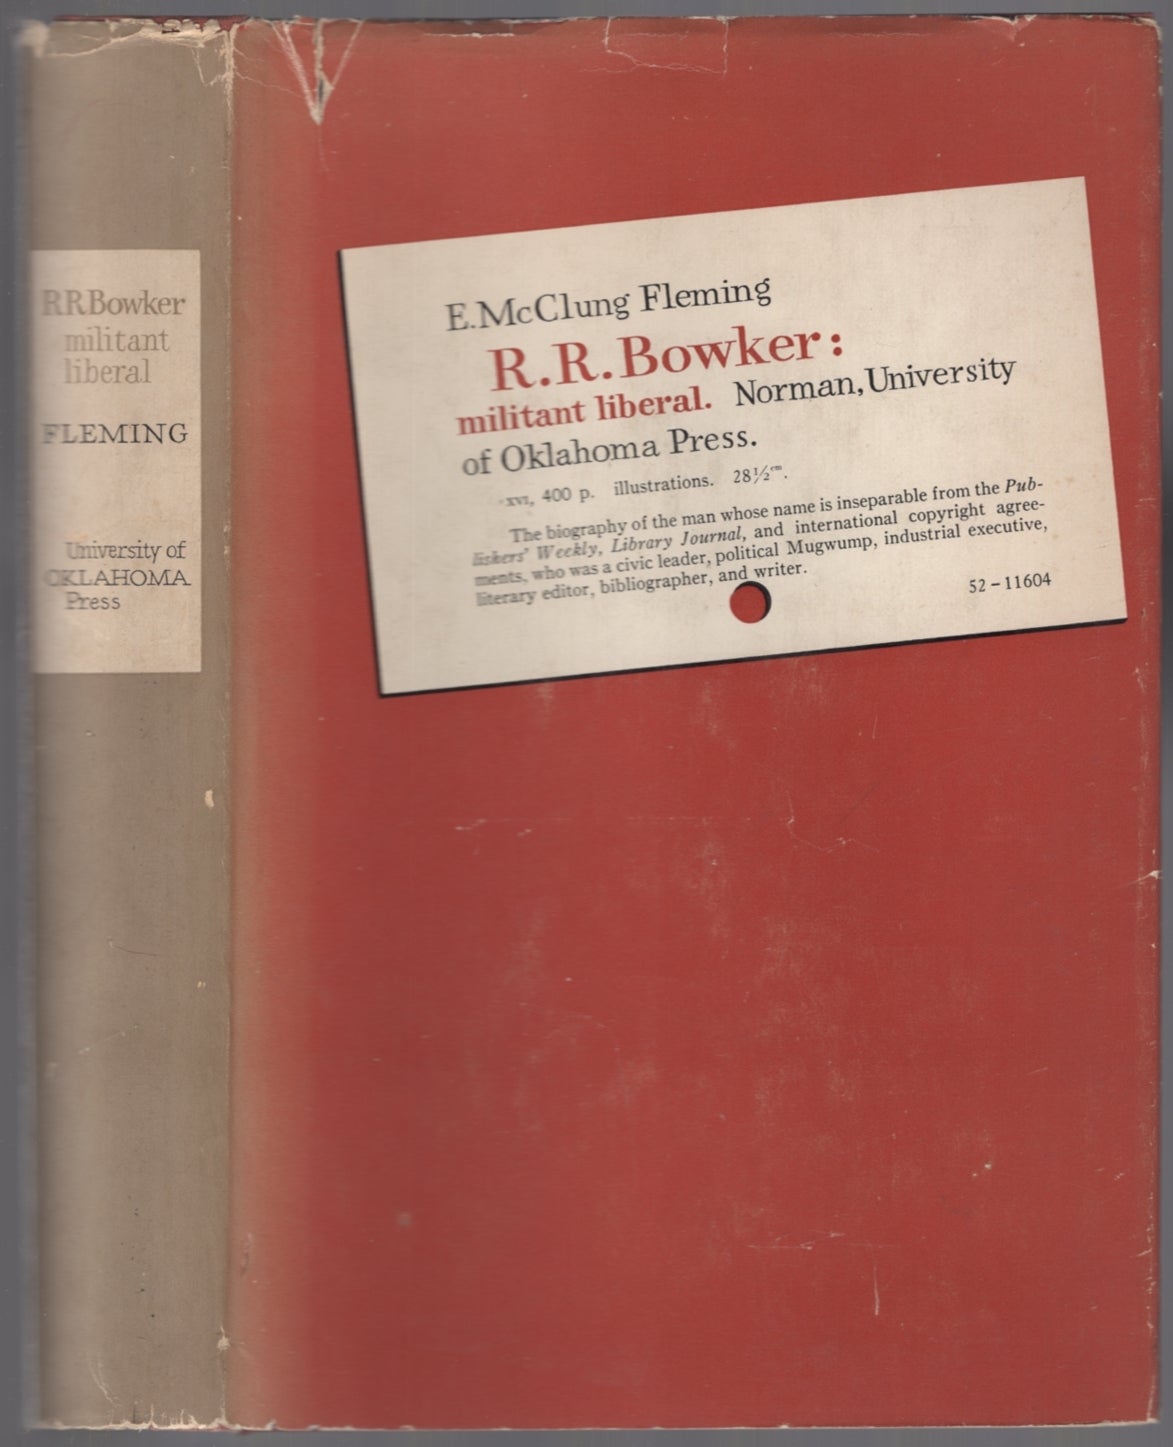 RRBowker
militant
liberal
FLEMING
University of
OKLAHOMA
Press
E. McClung Fleming
R. R. Bowker:
militant liberal. Norman, University
of Oklahoma Press.
xvi, 400 p. illustrations. 28½cm.
The biography of the man whose name is inseparable from the Pub-
lishers' Weekly, Library Journal, and international copyright agree-
ments, who was a civic leader, political Mugwump, industrial executive,
literary editor, bibliographer, and writer.
52-11604